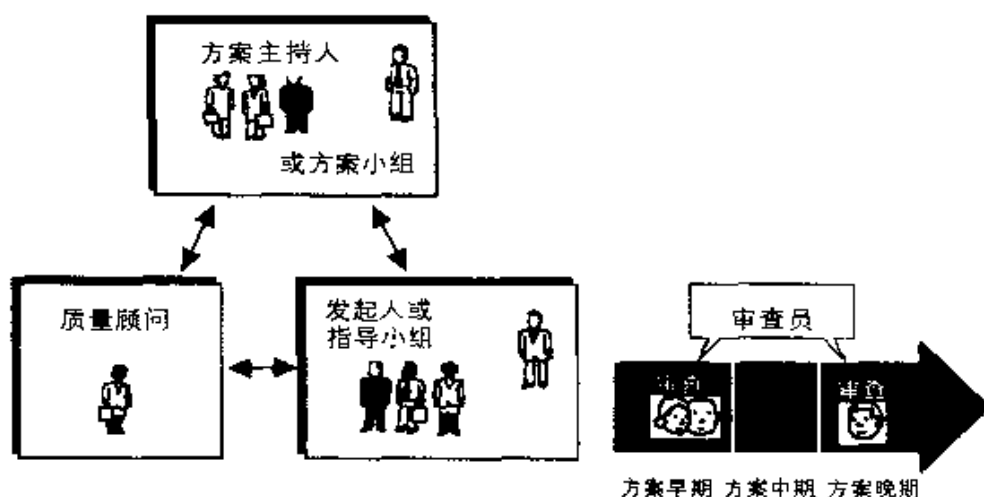 方案主持人
或方案小组
质量顾问
发起人或
指导小组
审查员
审查
审查
方案早期 方案中期 方案晚期